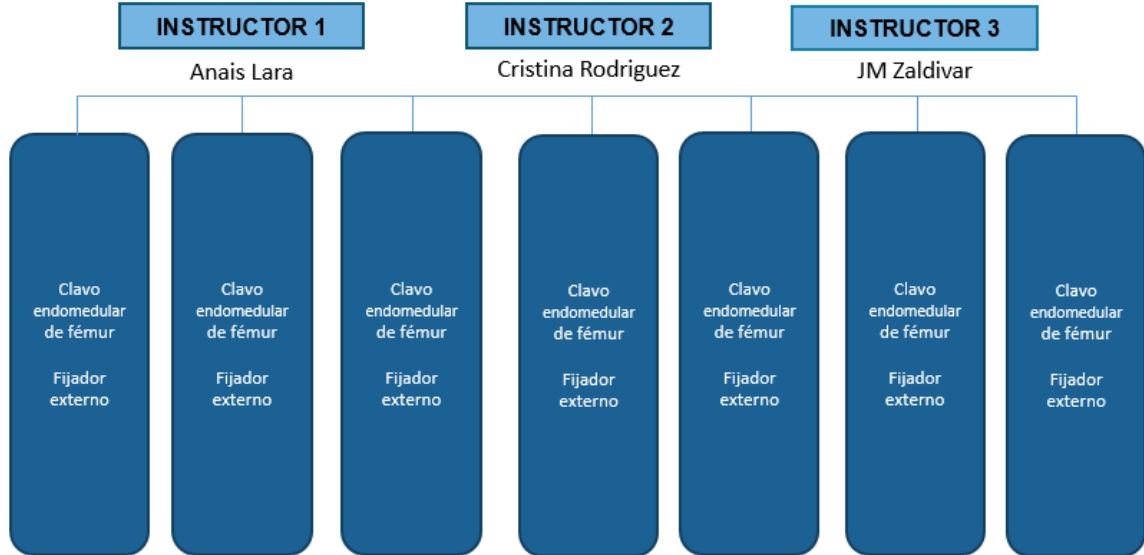 INSTRUCTOR 1
INSTRUCTOR 2
INSTRUCTOR 3
Anais Lara
Cristina Rodriguez
JM Zaldivar
Clavo
endomedular
de fémur
Fijador
externo
Clavo
endomedular
de fémur
Fijador
externo
Clavo
endomedular
de fémur
Fijador
externo
Clavo
endomedular
de fémur
Fijador
externo
Clavo
endomedular
de fémur
Fijador
externo
Clavo
endomedular
de fémur
Fijador
externo
Clavo
endomedular
de fémur
Fijador
externo